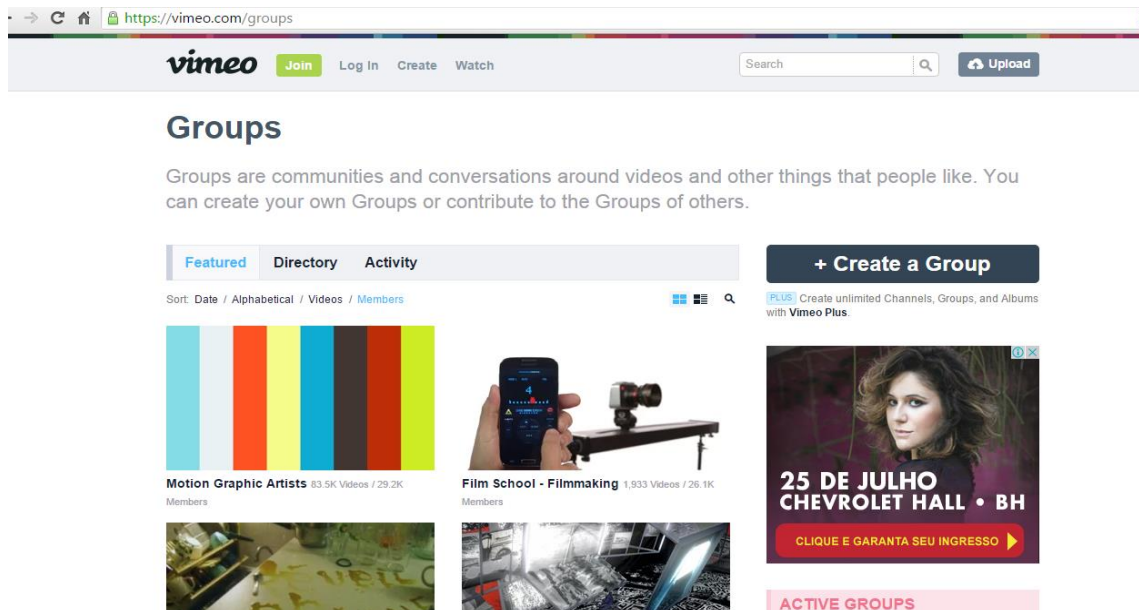 https://vimeo.com/groups
vimeo Join Log In Create Watch Search Upload
Groups
Groups are communities and conversations around videos and other things that people like. You
can create your own Groups or contribute to the Groups of others.
Featured Directory Activity
Sort: Date / Alphabetical / Videos / Members
Motion Graphic Artists 83.5K Videos / 29.2K
Members
Film School - Filmmaking 1,933 Videos / 26.1K
Members
+ Create a Group
PLUS Create unlimited Channels, Groups, and Albums
with Vimeo Plus.
25 DE JULHO
CHEVROLET HALL • BH
CLIQUE E GARANTA SEU INGRESSO
ACTIVE GROUPS